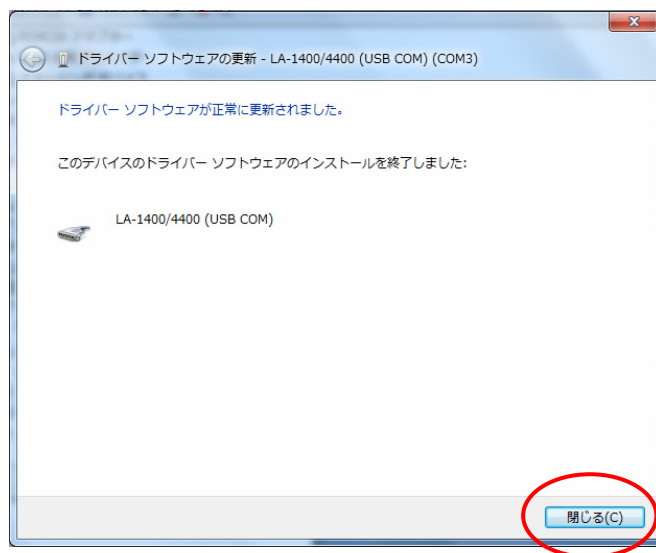 ドライバー ソフトウェアの更新 - LA-1400/4400 (USB COM) (COM3)
ドライバー ソフトウェアが正常に更新されました。
このデバイスのドライバー ソフトウェアのインストールを終了しました:
LA-1400/4400 (USB COM)
閉じる(C)